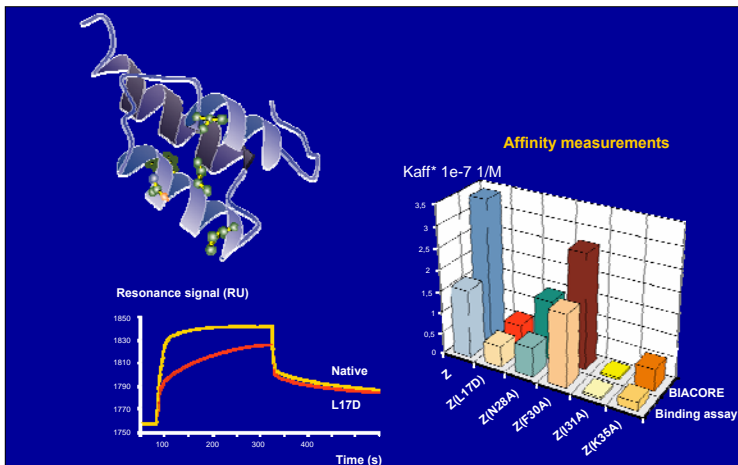 Affinity measurements
Kaff* 1e-7 1/M
3,5
3
2,5
2
1,5
1
0,5
0
Z
Z(L17D)
Z(N28A)
Z(F30A)
Z(I31A)
Z(K35A)
BIACORE
Binding assay
Resonance signal (RU)
1850
1830
1810
1790
1770
1750
Native
L17D
100
200
300
400
Time (s)